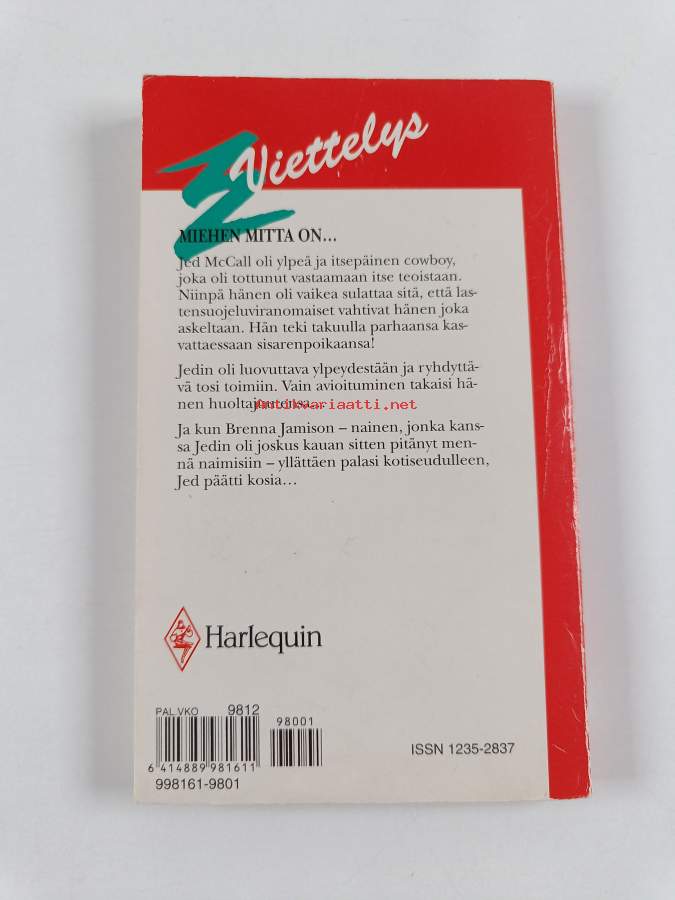 Viettelys
MIEHEN MITTA ON...
Jed McCall oli ylpeä ja itsepäinen cowboy,
joka oli tottunut vastaamaan itse teoistaan.
Niinpä hänen oli vaikea sulattaa sitä, että las-
tensuojeluviranomaiset vahtivat hänen joka
askeltaan. Hän teki takuulla parhaansa kas-
vattaessaan sisarenpoikaansa!
Jedin oli luovuttava ylpeydestään ja ryhdyttä-
vä tosi toimiin. Vain avioituminen takaisi hä-
nen huoltajuutensa...
Antikvariaatti.net
Ja kun Brenna Jamison – nainen, jonka kans-
sa Jedin oli joskus kauan sitten pitänyt men-
nä naimisiin – yllättäen palasi kotiseudulleen,
Jed päätti kosia...
Harlequin
PAL.VKO 9812
98001
6 414889 981611
998161-9801
ISSN 1235-2837